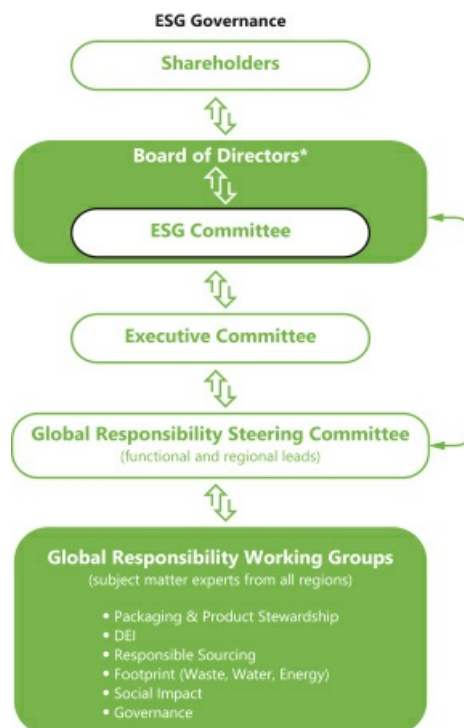 ESG Governance
Shareholders
Board of Directors*
ESG Committee
Executive Committee
Global Responsibility Steering Committee
(functional and regional leads)
Global Responsibility Working Groups
(subject matter experts from all regions)
• Packaging & Product Stewardship
• DEI
• Responsible Sourcing
• Footprint (Waste, Water, Energy)
• Social Impact
• Governance